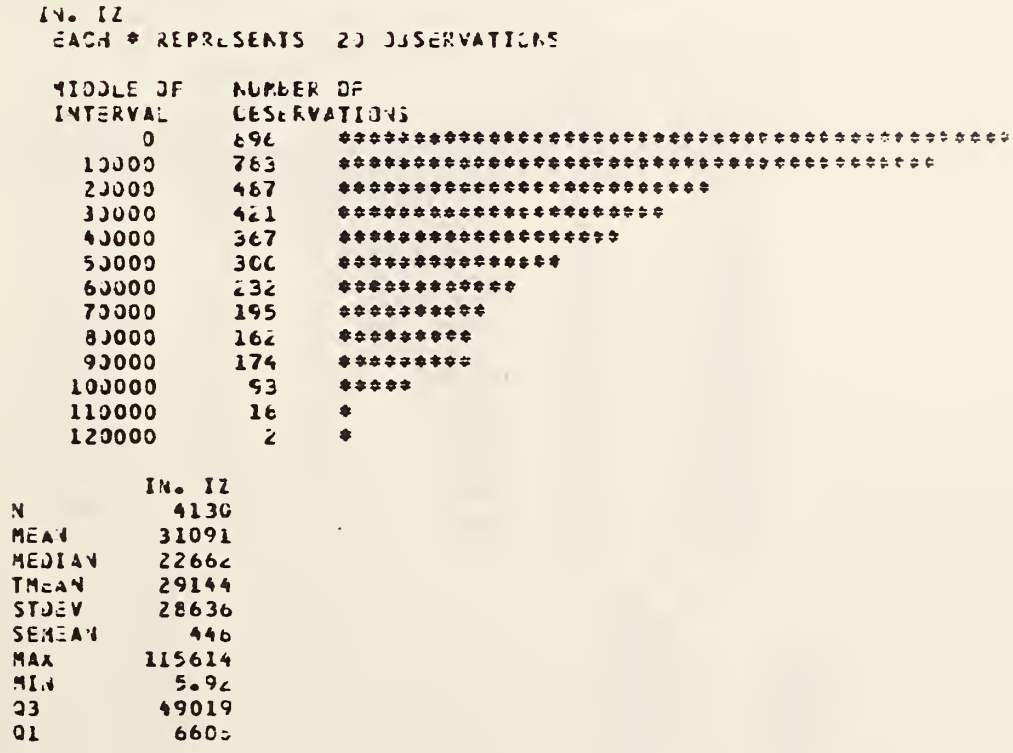 IN. IZ
EACH * REPRESENTS 20 OBSERVATIONS
MIDDLE OF NUMBER OF
INTERVAL OBSERVATIONS
0 896 *********************************************
10000 783 ****************************************
20000 487 *************************
30000 421 **********************
40000 367 *******************
50000 300 ***************
60000 232 ************
70000 195 **********
80000 162 *********
90000 174 *********
100000 93 *****
110000 16 *
120000 2 *
IN. IZ
N 4130
MEAN 31091
MEDIAN 22662
TMEAN 29144
STDEV 28636
SEMEAN 446
MAX 115614
MIN 5.92
Q3 49019
Q1 6605